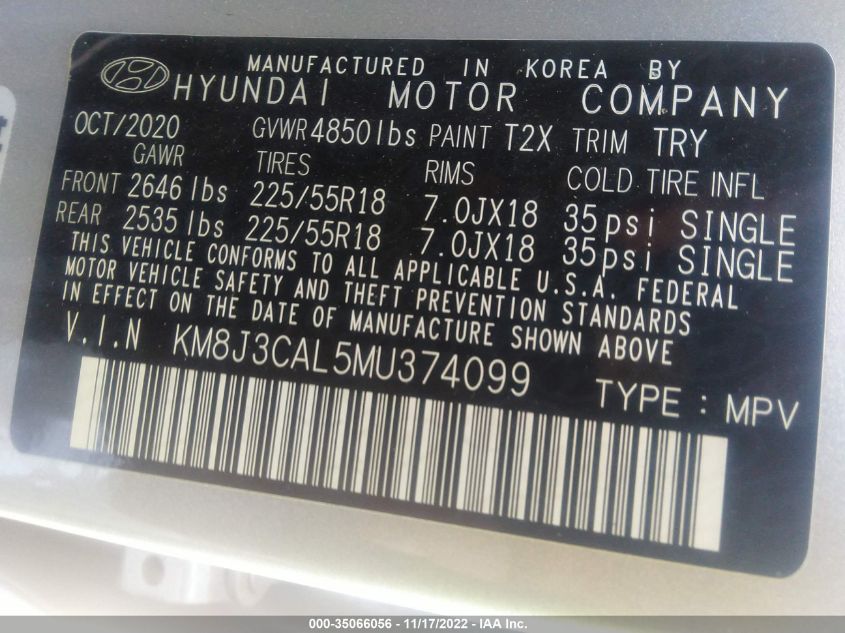 MANUFACTURED IN KOREA BY
HYUNDAI MOTOR COMPANY
OCT/2020 GVWR 4850lbs PAINT T2X TRIM TRY
GAWR TIRES RIMS COLD TIRE INFL
FRONT 2646 lbs 225/55R18 7.0JX18 35psi SINGLE
REAR 2535 lbs 225/55R18 7.0JX18 35psi SINGLE
THIS VEHICLE CONFORMS TO ALL APPLICABLE U.S.A. FEDERAL
MOTOR VEHICLE SAFETY AND THEFT PREVENTION STANDARDS
IN EFFECT ON THE DATE OF MANUFACTURE SHOWN ABOVE
V.I.N KM8J3CAL5MU374099 TYPE : MPV
000-35066056 - 11/17/2022 - IAA Inc.